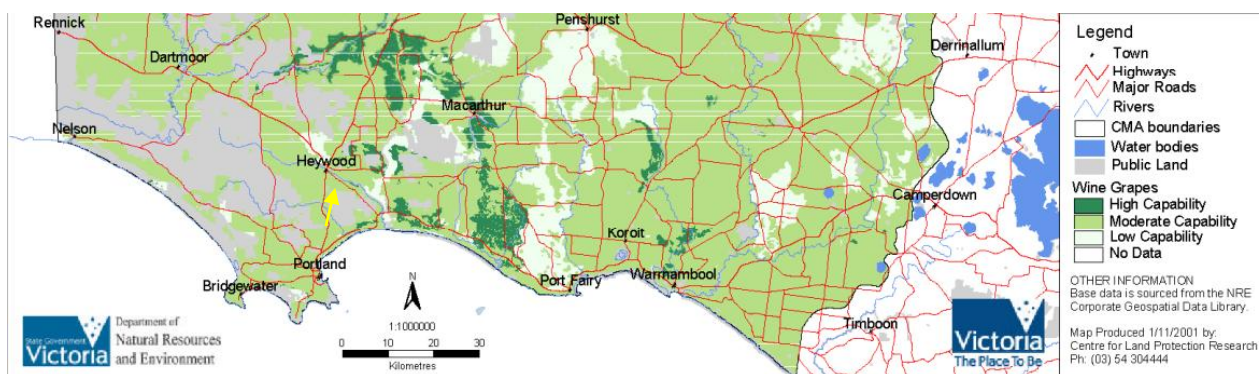 Rennick
Penshurst
Dartmoor
Derrinallum
Macarthur
Nelson
Heywood
Camperdown
Koroit
Portland
Bridgewater
Port Fairy
Warrnambool
Timboon
N
1:1000000
0 10 20 30
Kilometres
State Government
Victoria
Department of
Natural Resources
and Environment
Victoria
The Place To Be
Legend
Town
Highways
Major Roads
Rivers
CMA boundaries
Water bodies
Public Land
Wine Grapes
High Capability
Moderate Capability
Low Capability
No Data
OTHER INFORMATION
Base data is sourced from the NRE
Corporate Geospatial Data Library.
Map Produced 1/11/2001 by:
Centre for Land Protection Research
Ph: (03) 54 304444